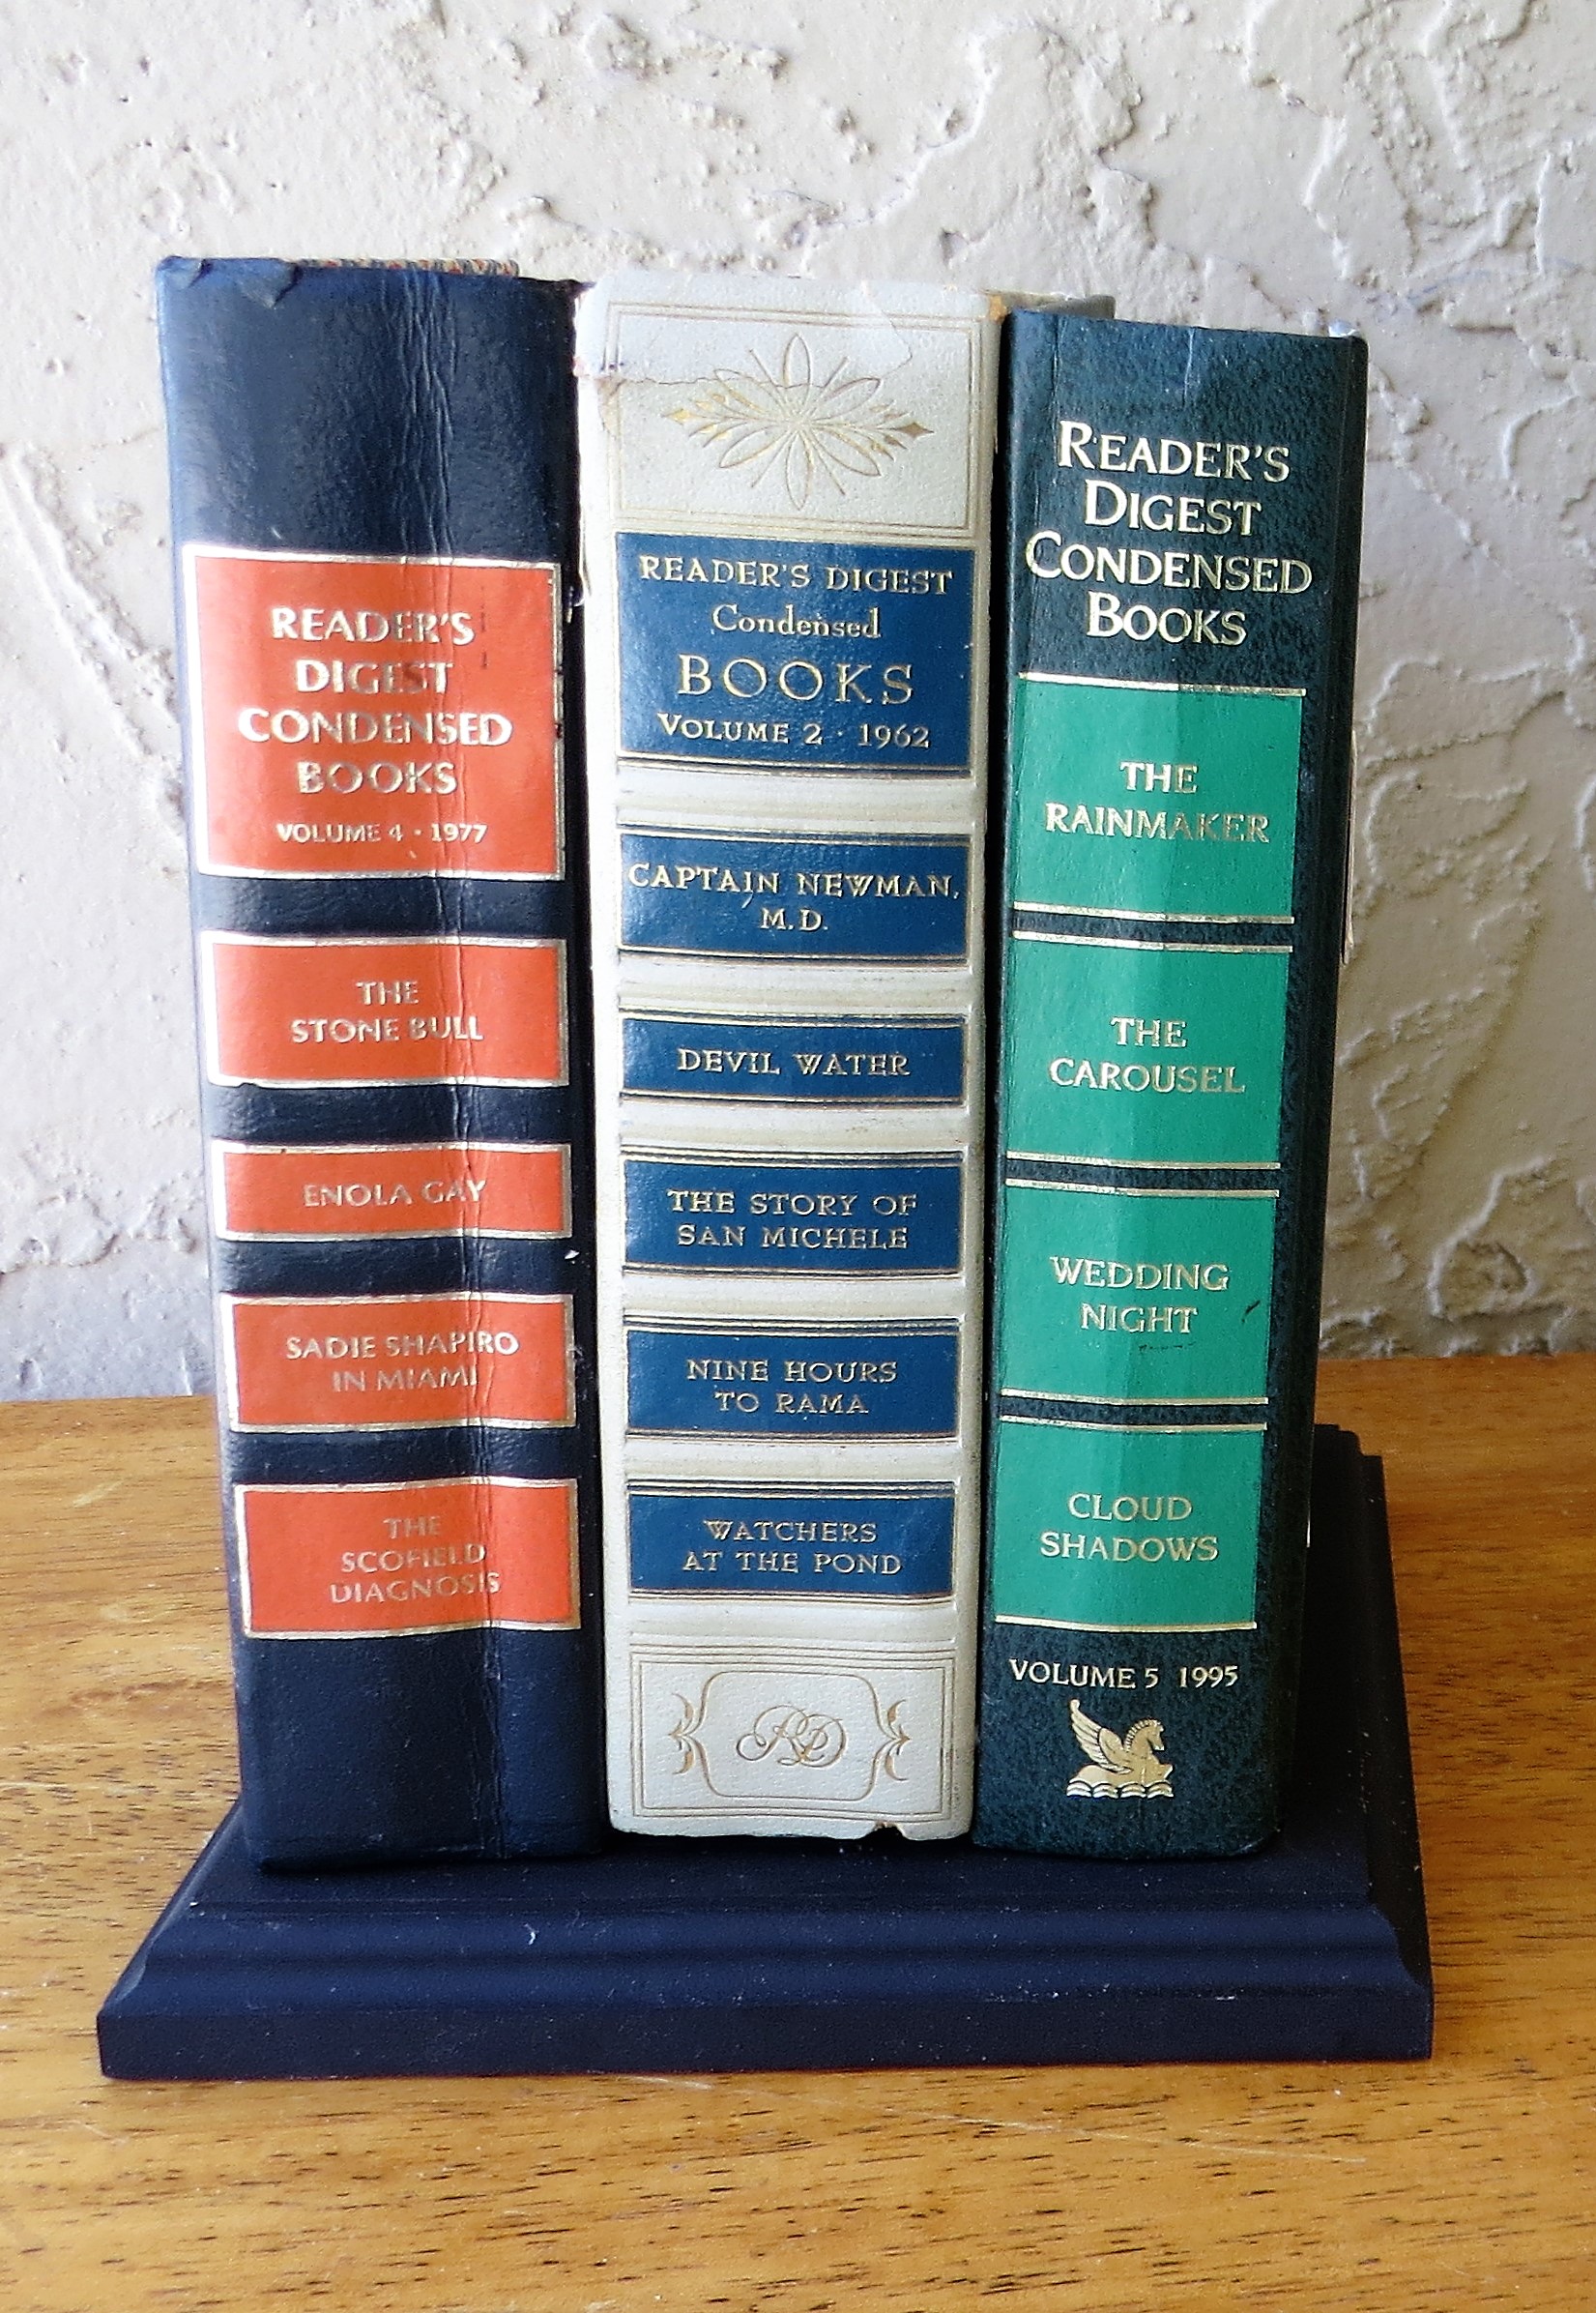 READER'S
DIGEST
CONDENSED
BOOKS
VOLUME 4 · 1977
THE
STONE BULL
ENOLA GAY
SADIE SHAPIRO
IN MIAMI
THE
SCOFIELD
DIAGNOSIS
READER'S DIGEST
Condensed
BOOKS
VOLUME 2 · 1962
CAPTAIN NEWMAN,
M.D.
DEVIL WATER
THE STORY OF
SAN MICHELE
NINE HOURS
TO RAMA
WATCHERS
AT THE POND
RD
READER'S
DIGEST
CONDENSED
BOOKS
THE
RAINMAKER
THE
CAROUSEL
WEDDING
NIGHT
CLOUD
SHADOWS
VOLUME 5 1995